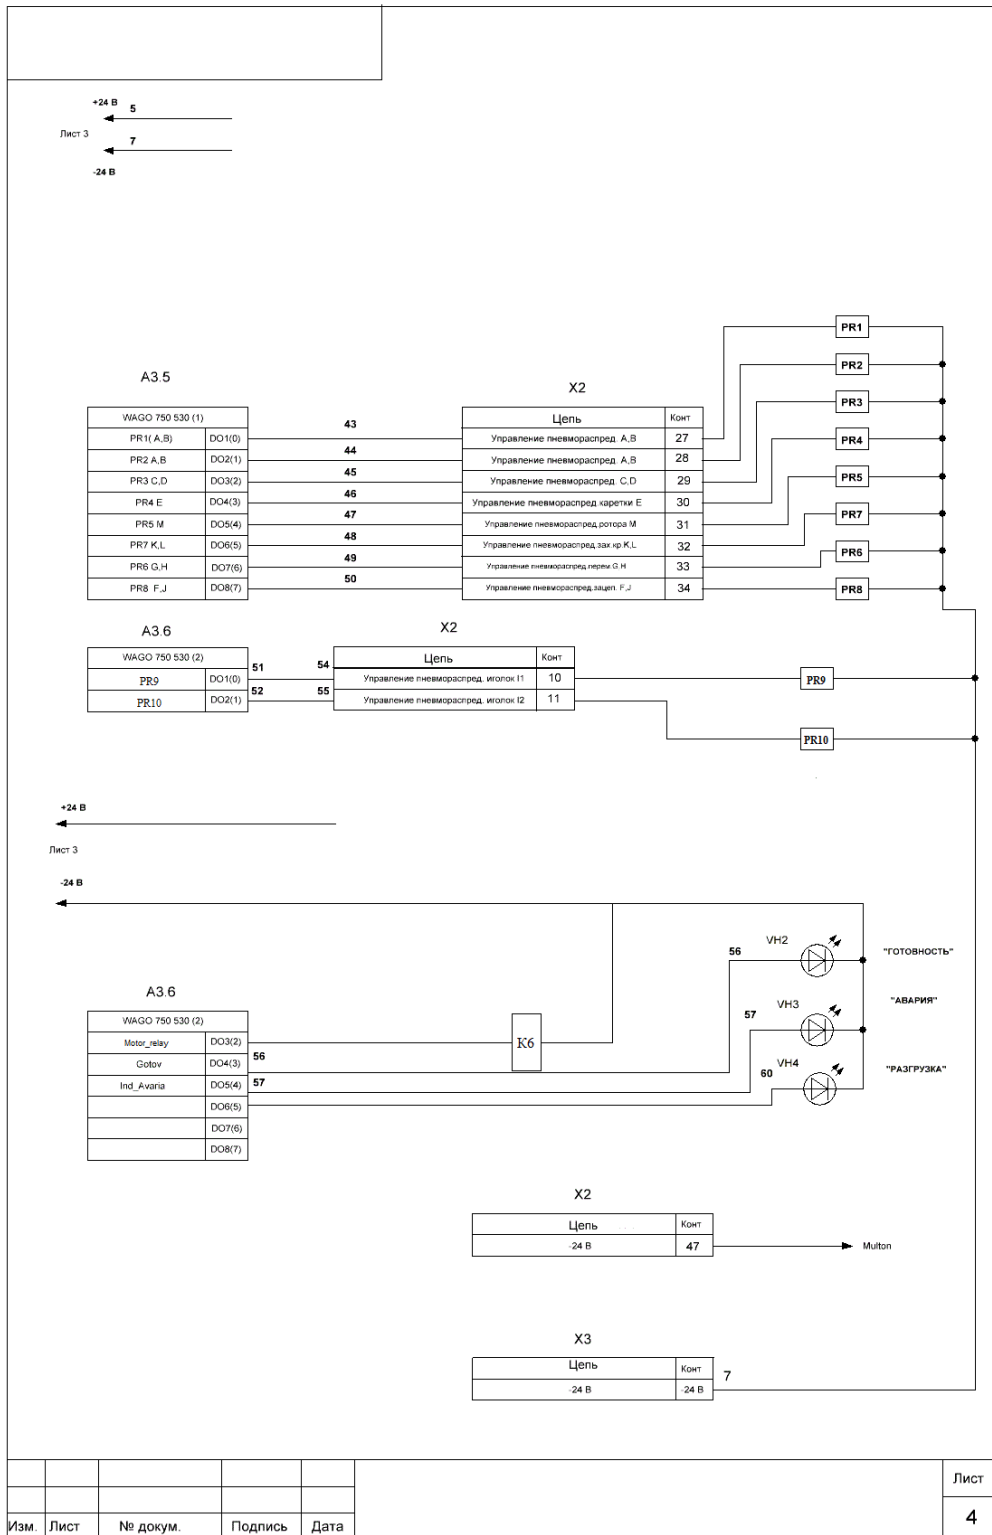 +24 В 5
Лист 3
7
-24 В
PR1
PR2
PR3
PR4
PR5
PR7
PR6
PR8
А3.5
X2
WAGO 750 530 (1)
Цепь Конт
PR1( A,B) DO1(0) 43 Управление пневмораспред. A,B 27
PR2 A,B DO2(1) 44 Управление пневмораспред. A,B 28
PR3 C,D DO3(2) 45 Управление пневмораспред. C,D 29
PR4 E DO4(3) 46 Управление пневмораспред.каретки E 30
PR5 M DO5(4) 47 Управление пневмораспред.ротора M 31
PR7 K,L DO6(5) 48 Управление пневмораспред.зах.кр.K,L 32
PR6 G,H DO7(6) 49 Управление пневмораспред.перем.G,H 33
PR8 F,J DO8(7) 50 Управление пневмораспред.зацеп. F,J 34
А3.6 X2
WAGO 750 530 (2) Цепь Конт
PR9 DO1(0) 51 54 Управление пневмораспред. иголок I1 10 PR9
PR10 DO2(1) 52 55 Управление пневмораспред. иголок I2 11
PR10
+24 В
Лист 3
-24 В
VH2 "ГОТОВНОСТЬ"
56
А3.6
VH3 "АВАРИЯ"
57
WAGO 750 530 (2)
Motor_relay DO3(2) K6
Gotov DO4(3) 56
VH4 "РАЗГРУЗКА"
60
Ind_Avaria DO5(4) 57
DO6(5)
DO7(6)
DO8(7)
X2
Цепь Конт
-24 В 47 Multon
X3
Цепь Конт 7
-24 В -24 В
Лист
4
Изм. Лист № докум. Подпись Дата